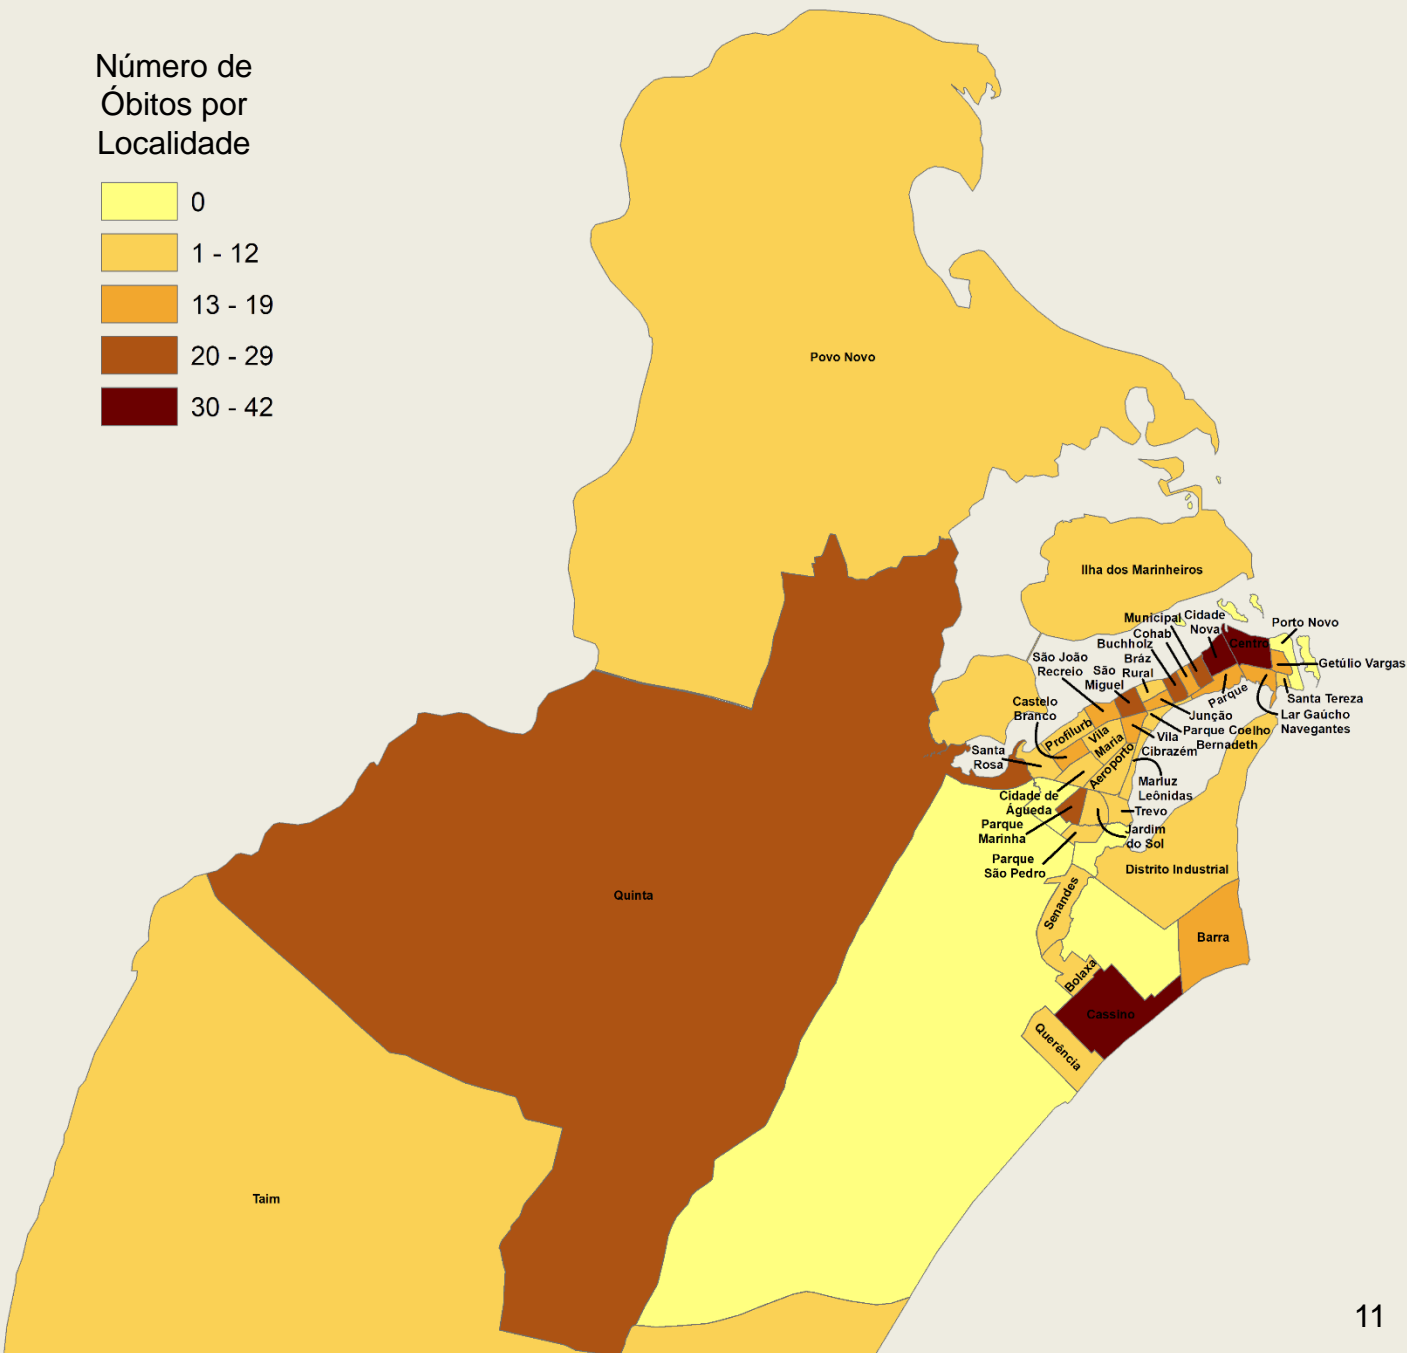 Número de
Óbitos por
Localidade
0
1 - 12
13 - 19
20 - 29
30 - 42
Povo Novo
Ilha dos Marinheiros
Municipal
Cidade
Nova
Centro
Porto Novo
Cohab
Buchholz
Bráz
Rural
São João
Recreio
São
Miguel
Getúlio Vargas
Santa Tereza
Castelo
Branco
Parque
Lar Gaúcho
Navegantes
Junção
Parque Coelho
Bernadeth
Profilurb
Vila
Maria
Vila
Cibrazém
Santa
Rosa
Aeroporto
Marluz
Leônidas
Cidade de
Águeda
Trevo
Parque
Marinha
Jardim
do Sol
Parque
São Pedro
Distrito Industrial
Quinta
Senandes
Barra
Bolaxa
Cassino
Querência
Taim
11